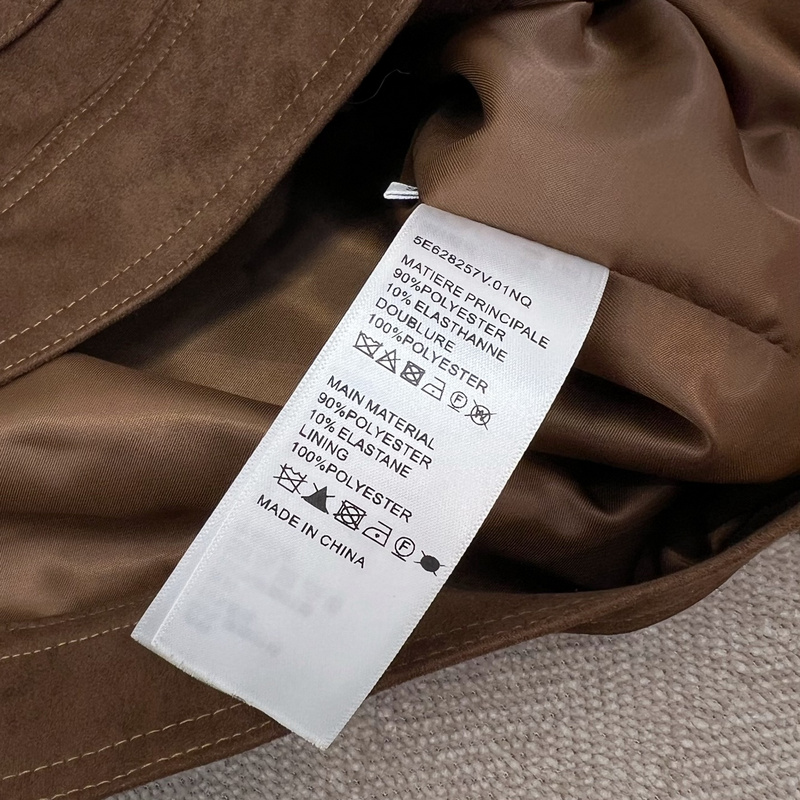 5E628257V.01NQ
MATIERE PRINCIPALE
90%POLYESTER
10% ELASTHANNE
DOUBLURE
100%POLYESTER
F W
MAIN MATERIAL
90%POLYESTER
10% ELASTANE
LINING
100%POLYESTER
F
MADE IN CHINA